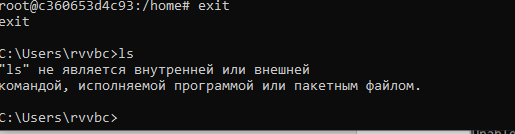 root@c360653d4c93:/home# exit
exit
C:\Users\rvvbc>ls
"ls" не является внутренней или внешней
командой, исполняемой программой или пакетным файлом.
C:\Users\rvvbc>